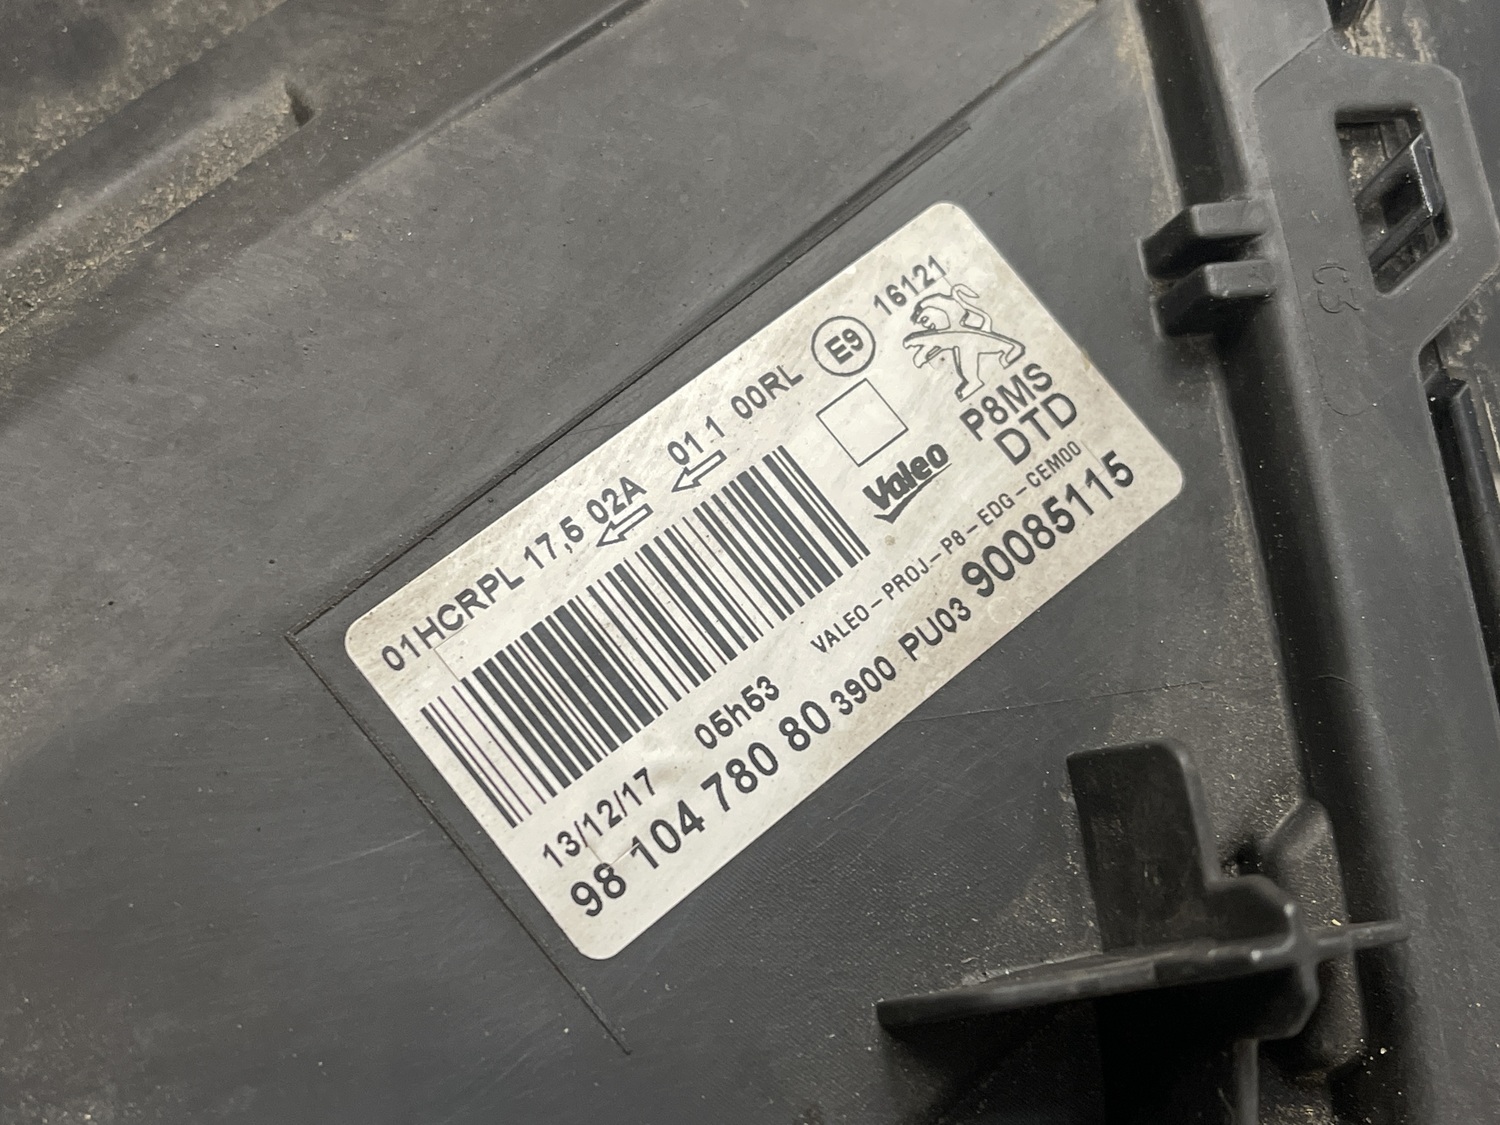 01HCRPL 17,5 02A 01 1 00RL E9 16121
P8MS
DTD
Valeo
VALEO-PROJ-P8-EDG-CEM00
13/12/17 05h53
98 104 780 80 3900 PU03 90085115
C3